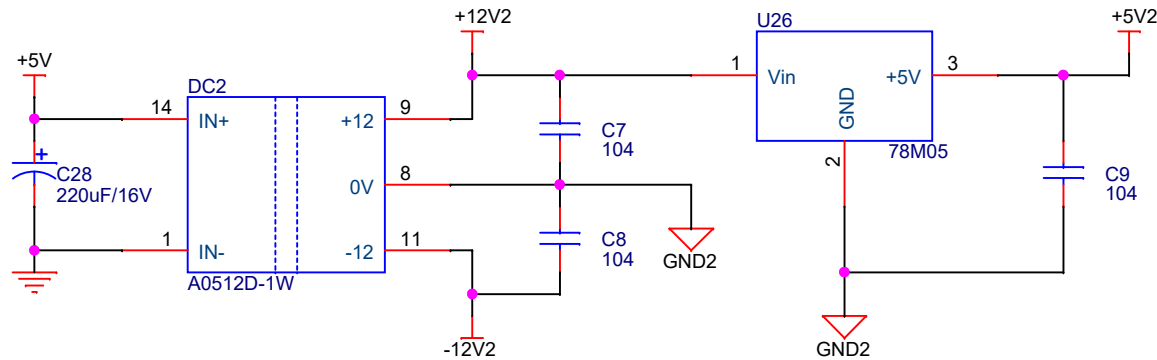 +12V2
U26
+5V2
+5V
1
Vin
+5V
3
DC2
14
IN+
+12
9
GND
C7
104
2
78M05
+
C28
220uF/16V
0V
8
C9
104
1
IN-
-12
11
C8
104
GND2
A0512D-1W
-12V2
GND2